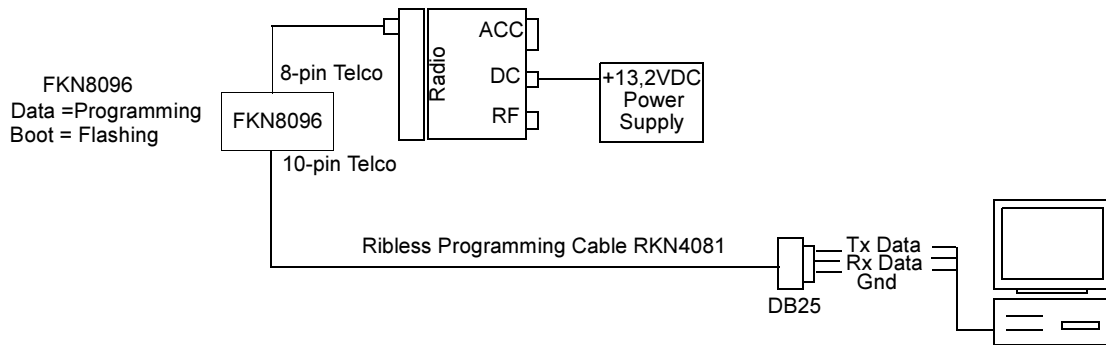 FKN8096
Data =Programming
Boot = Flashing
8-pin Telco
FKN8096
10-pin Telco
Radio
ACC
DC
RF
+13,2VDC
Power
Supply
Ribless Programming Cable RKN4081
DB25
Tx Data
Rx Data
Gnd